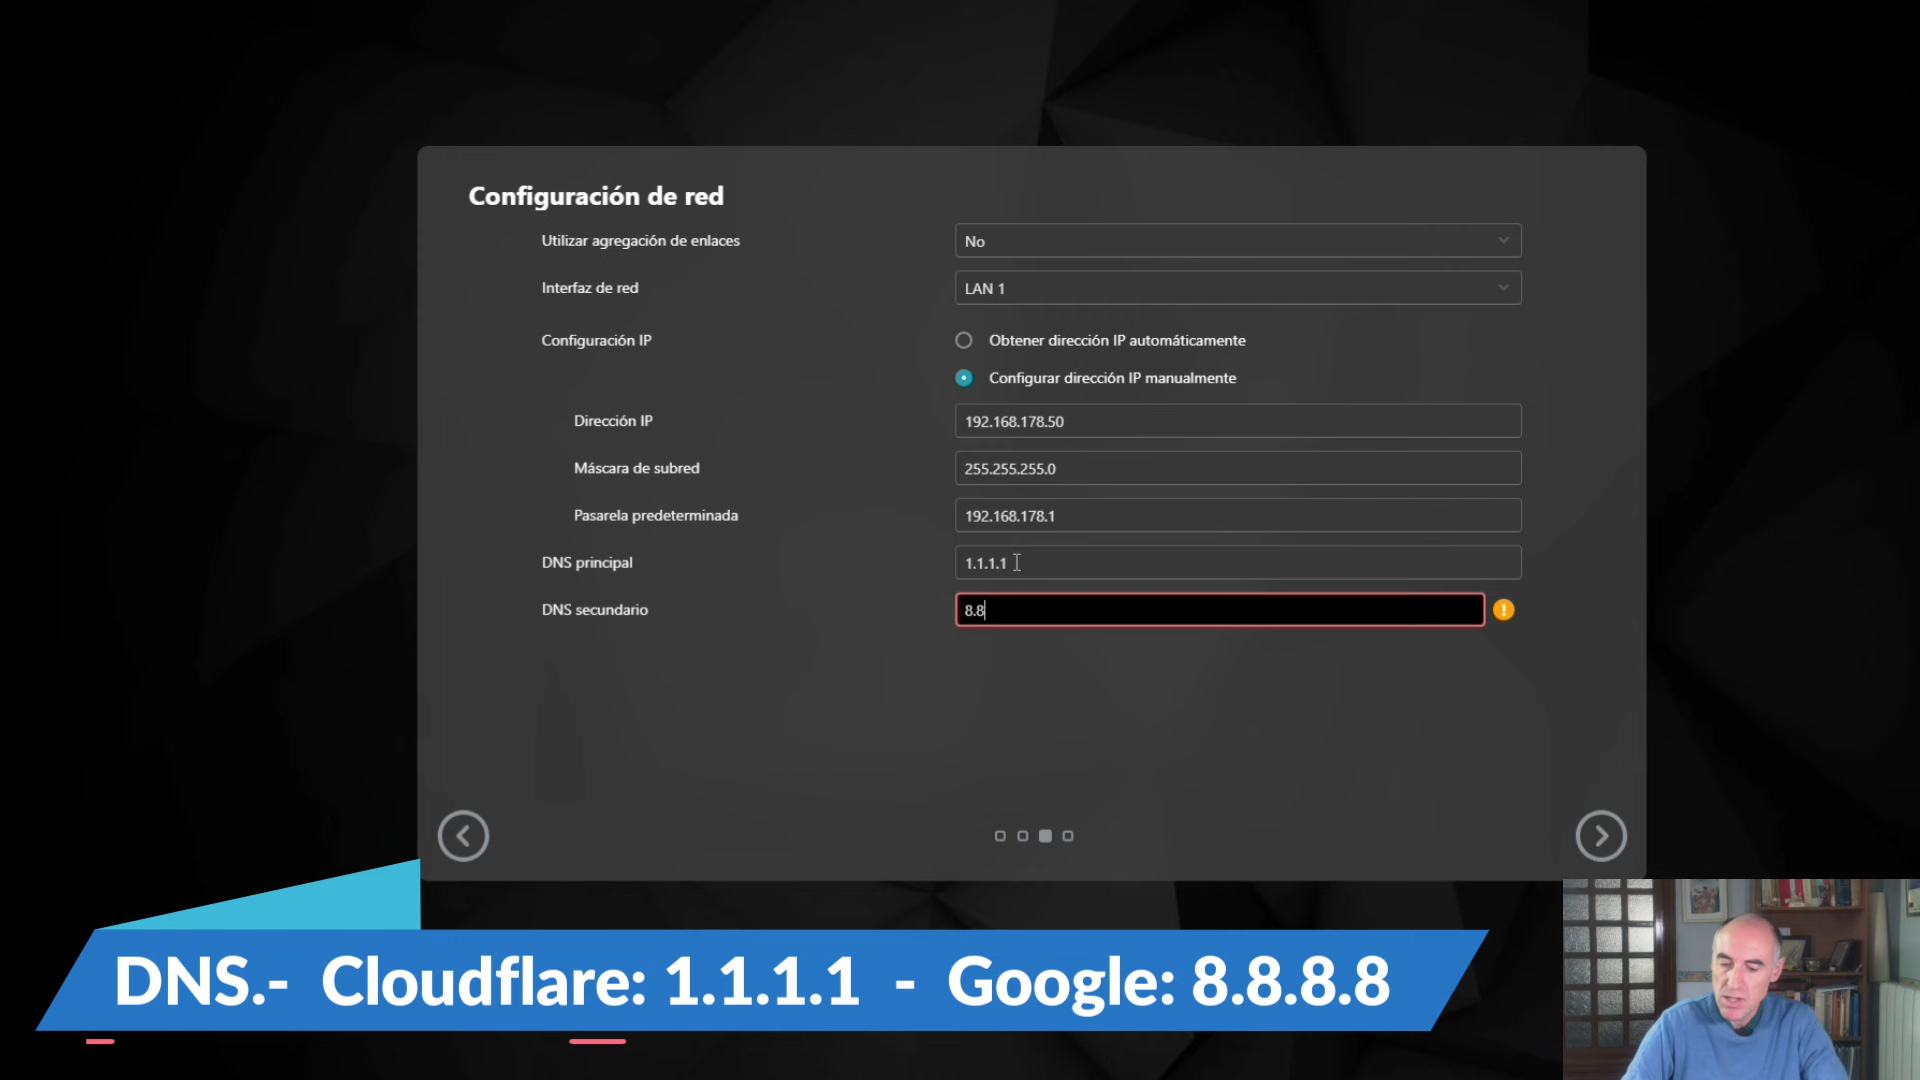 Configuración de red
Utilizar agregación de enlaces
No
Interfaz de red
LAN 1
Configuración IP
Obtener dirección IP automáticamente
Configurar dirección IP manualmente
Dirección IP
192.168.178.50
Máscara de subred
255.255.255.0
Pasarela predeterminada
192.168.178.1
DNS principal
1.1.1.1
DNS secundario
8.8
!
DNS.- Cloudflare: 1.1.1.1 - Google: 8.8.8.8